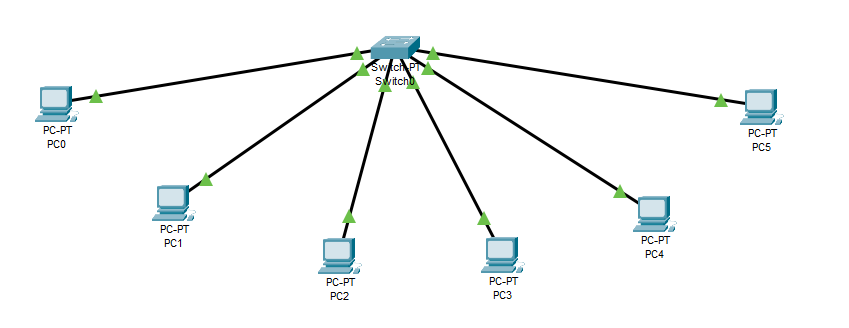 Switch-PT
Switch0
PC-PT
PC0
PC-PT
PC5
PC-PT
PC1
PC-PT
PC4
PC-PT
PC2
PC-PT
PC3